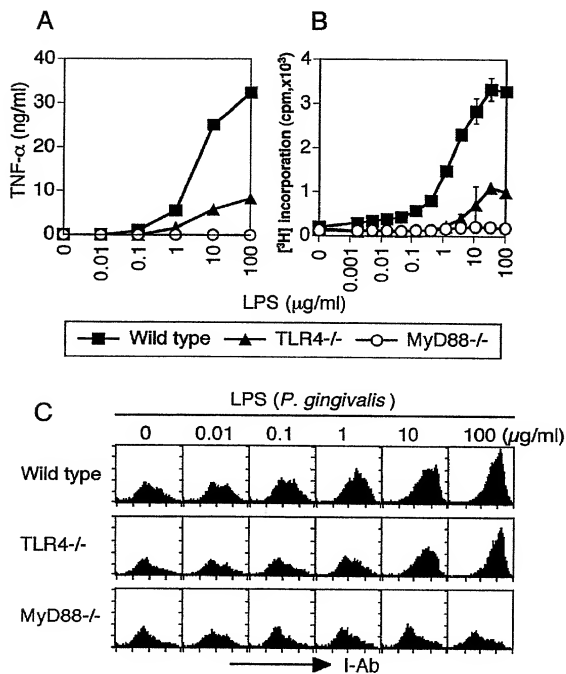 A
B
TNF-α (ng/ml)
40
30
20
10
0
0
0.01
0.1
1
10
100
[³H] incorporation (cpm,x10³)
4
3
2
1
0
0
0.001
0.01
0.1
1
10
100
LPS (μg/ml)
Wild type TLR4-/- MyD88-/-
C
LPS (P. gingivalis)
0 0.01 0.1 1 10 100 (μg/ml)
Wild type
TLR4-/-
MyD88-/-
I-Ab